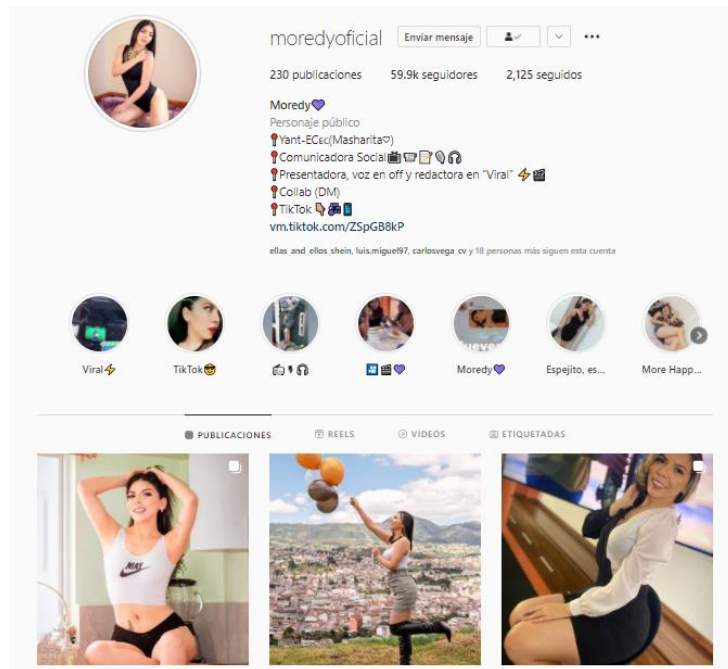 moredyoficial Enviar mensaje
230 publicaciones 59.9k seguidores 2,125 seguidos
Moredy💜
Personaje público
📍Yant-ECᴇᴄ(Masharita♡)
📍Comunicadora Social
📍Presentadora, voz en off y redactora en "Viral" ⚡🎬
📍Collab (DM)
📍TikTok
vm.tiktok.com/ZSpGB8kP
ellas_and_ellos_shein, luis.miguel97, carlosvega_cv y 18 personas más siguen esta cuenta
jueves
Viral⚡ TikTok😎 Moredy💜 Espejito, es... More Happ...
PUBLICACIONES REELS VIDEOS ETIQUETADAS
NIKE